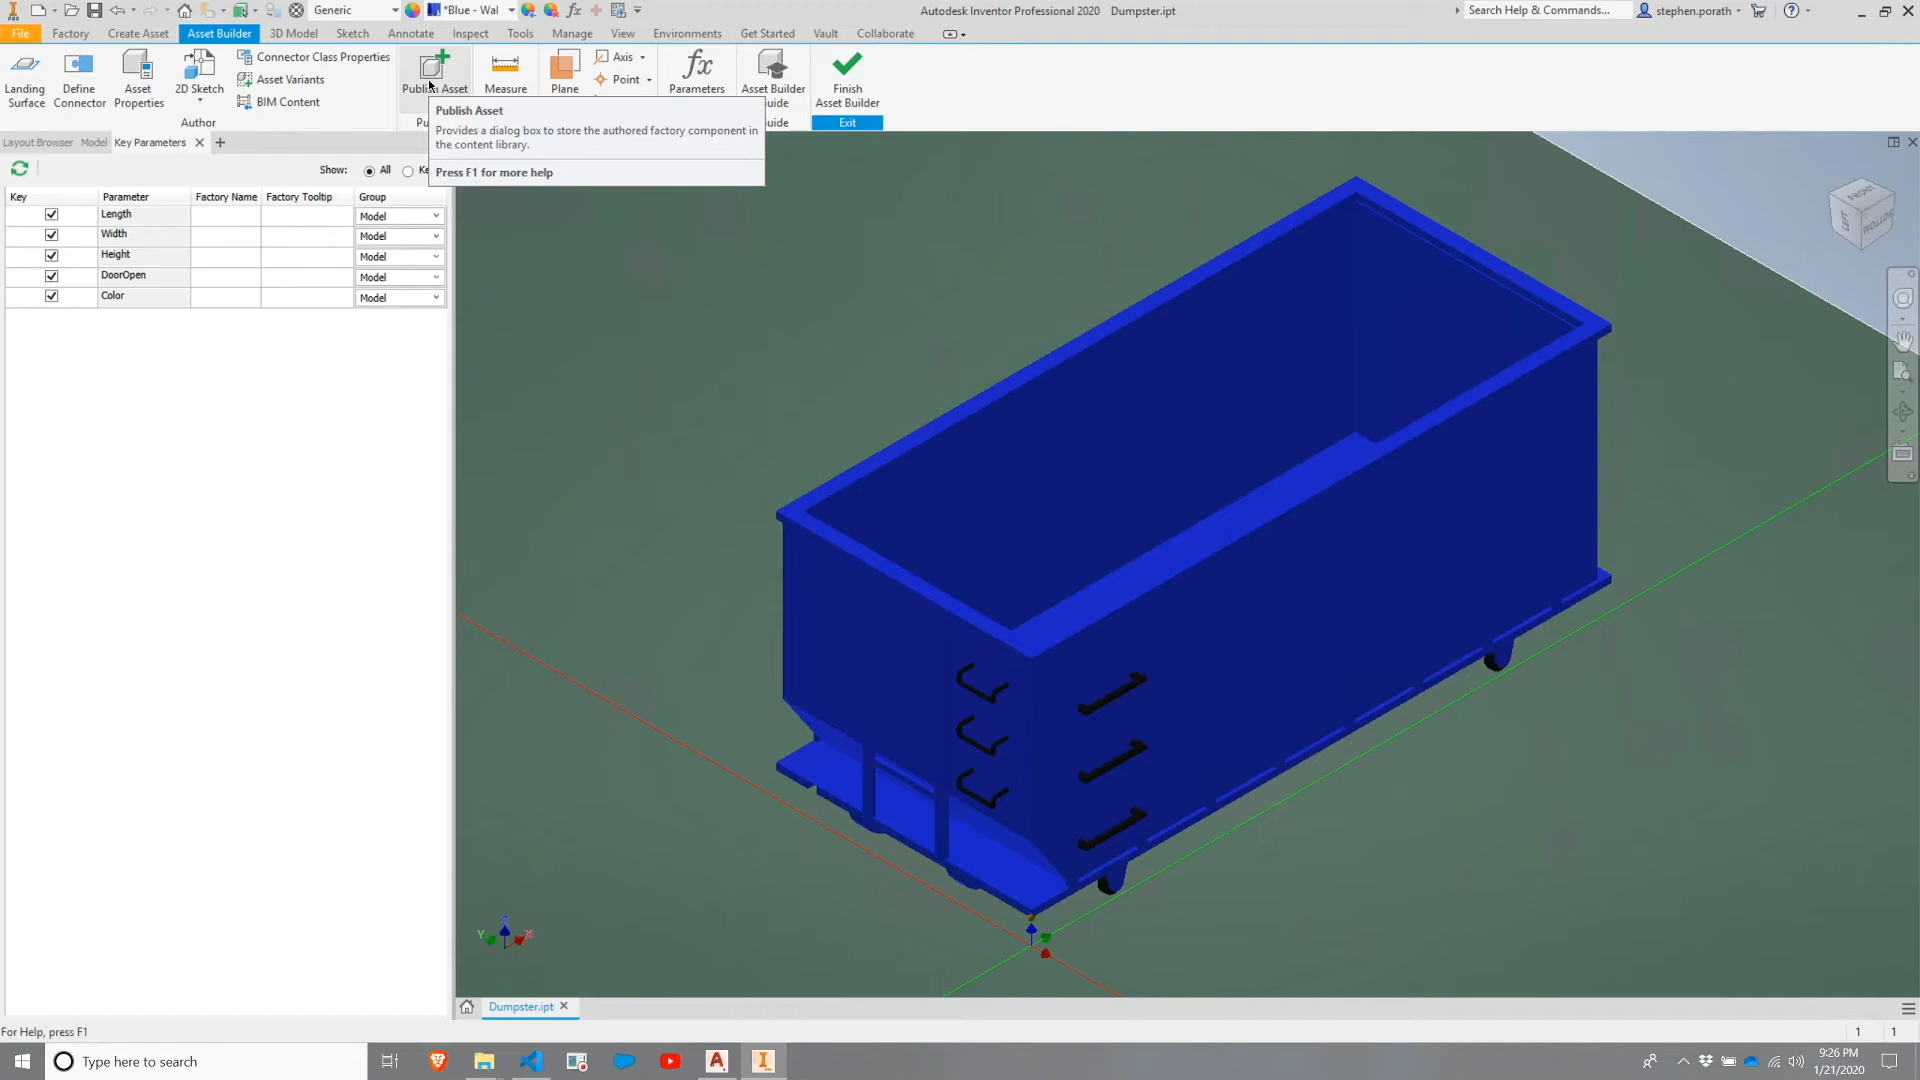 Generic
*Blue - Wal
Autodesk Inventor Professional 2020 Dumpster.ipt
Search Help & Commands...
stephen.porath
File Factory Create Asset Asset Builder 3D Model Sketch Annotate Inspect Tools Manage View Environments Get Started Vault Collaborate
Landing Surface
Define Connector
Asset Properties
2D Sketch
Connector Class Properties
Asset Variants
BIM Content
Author
Publish Asset
Measure
Plane
Axis
Point
fx
Parameters
Asset Builder
Finish Asset Builder
Exit
Publish Asset
Provides a dialog box to store the authored factory component in
the content library.
Press F1 for more help
Layout Browser Model Key Parameters
Show: All
Key Parameter Factory Name Factory Tooltip Group
Length Model
Width Model
Height Model
DoorOpen Model
Color Model
FRONT
LEFT
BOTTOM
Z
Y
X
Dumpster.ipt
For Help, press F1
1 1
Type here to search
9:26 PM
1/21/2020